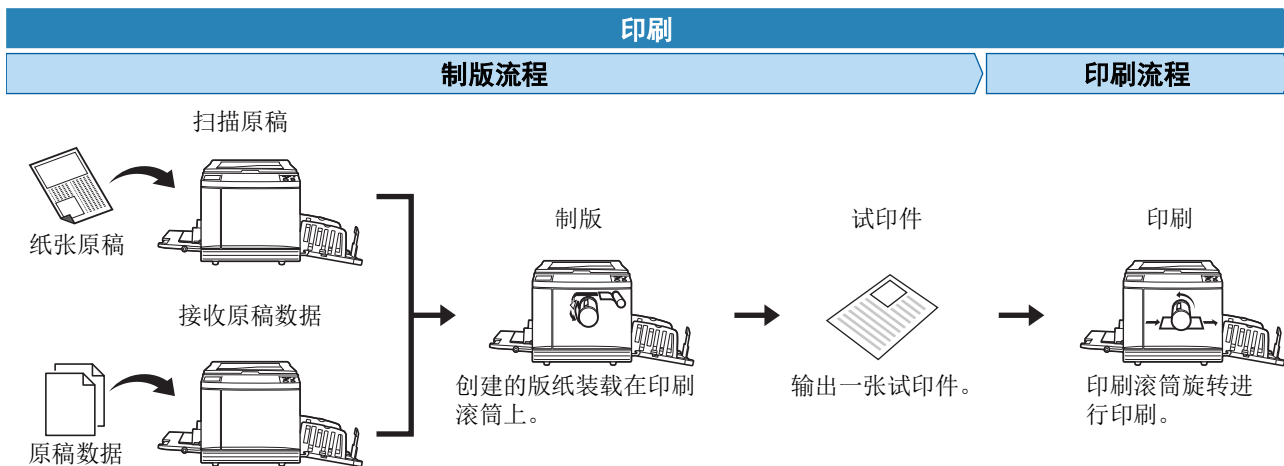 印刷
制版流程
印刷流程
扫描原稿
纸张原稿
接收原稿数据
原稿数据
制版
创建的版纸装载在印刷
滚筒上。
试印件
输出一张试印件。
印刷
印刷滚筒旋转进
行印刷。